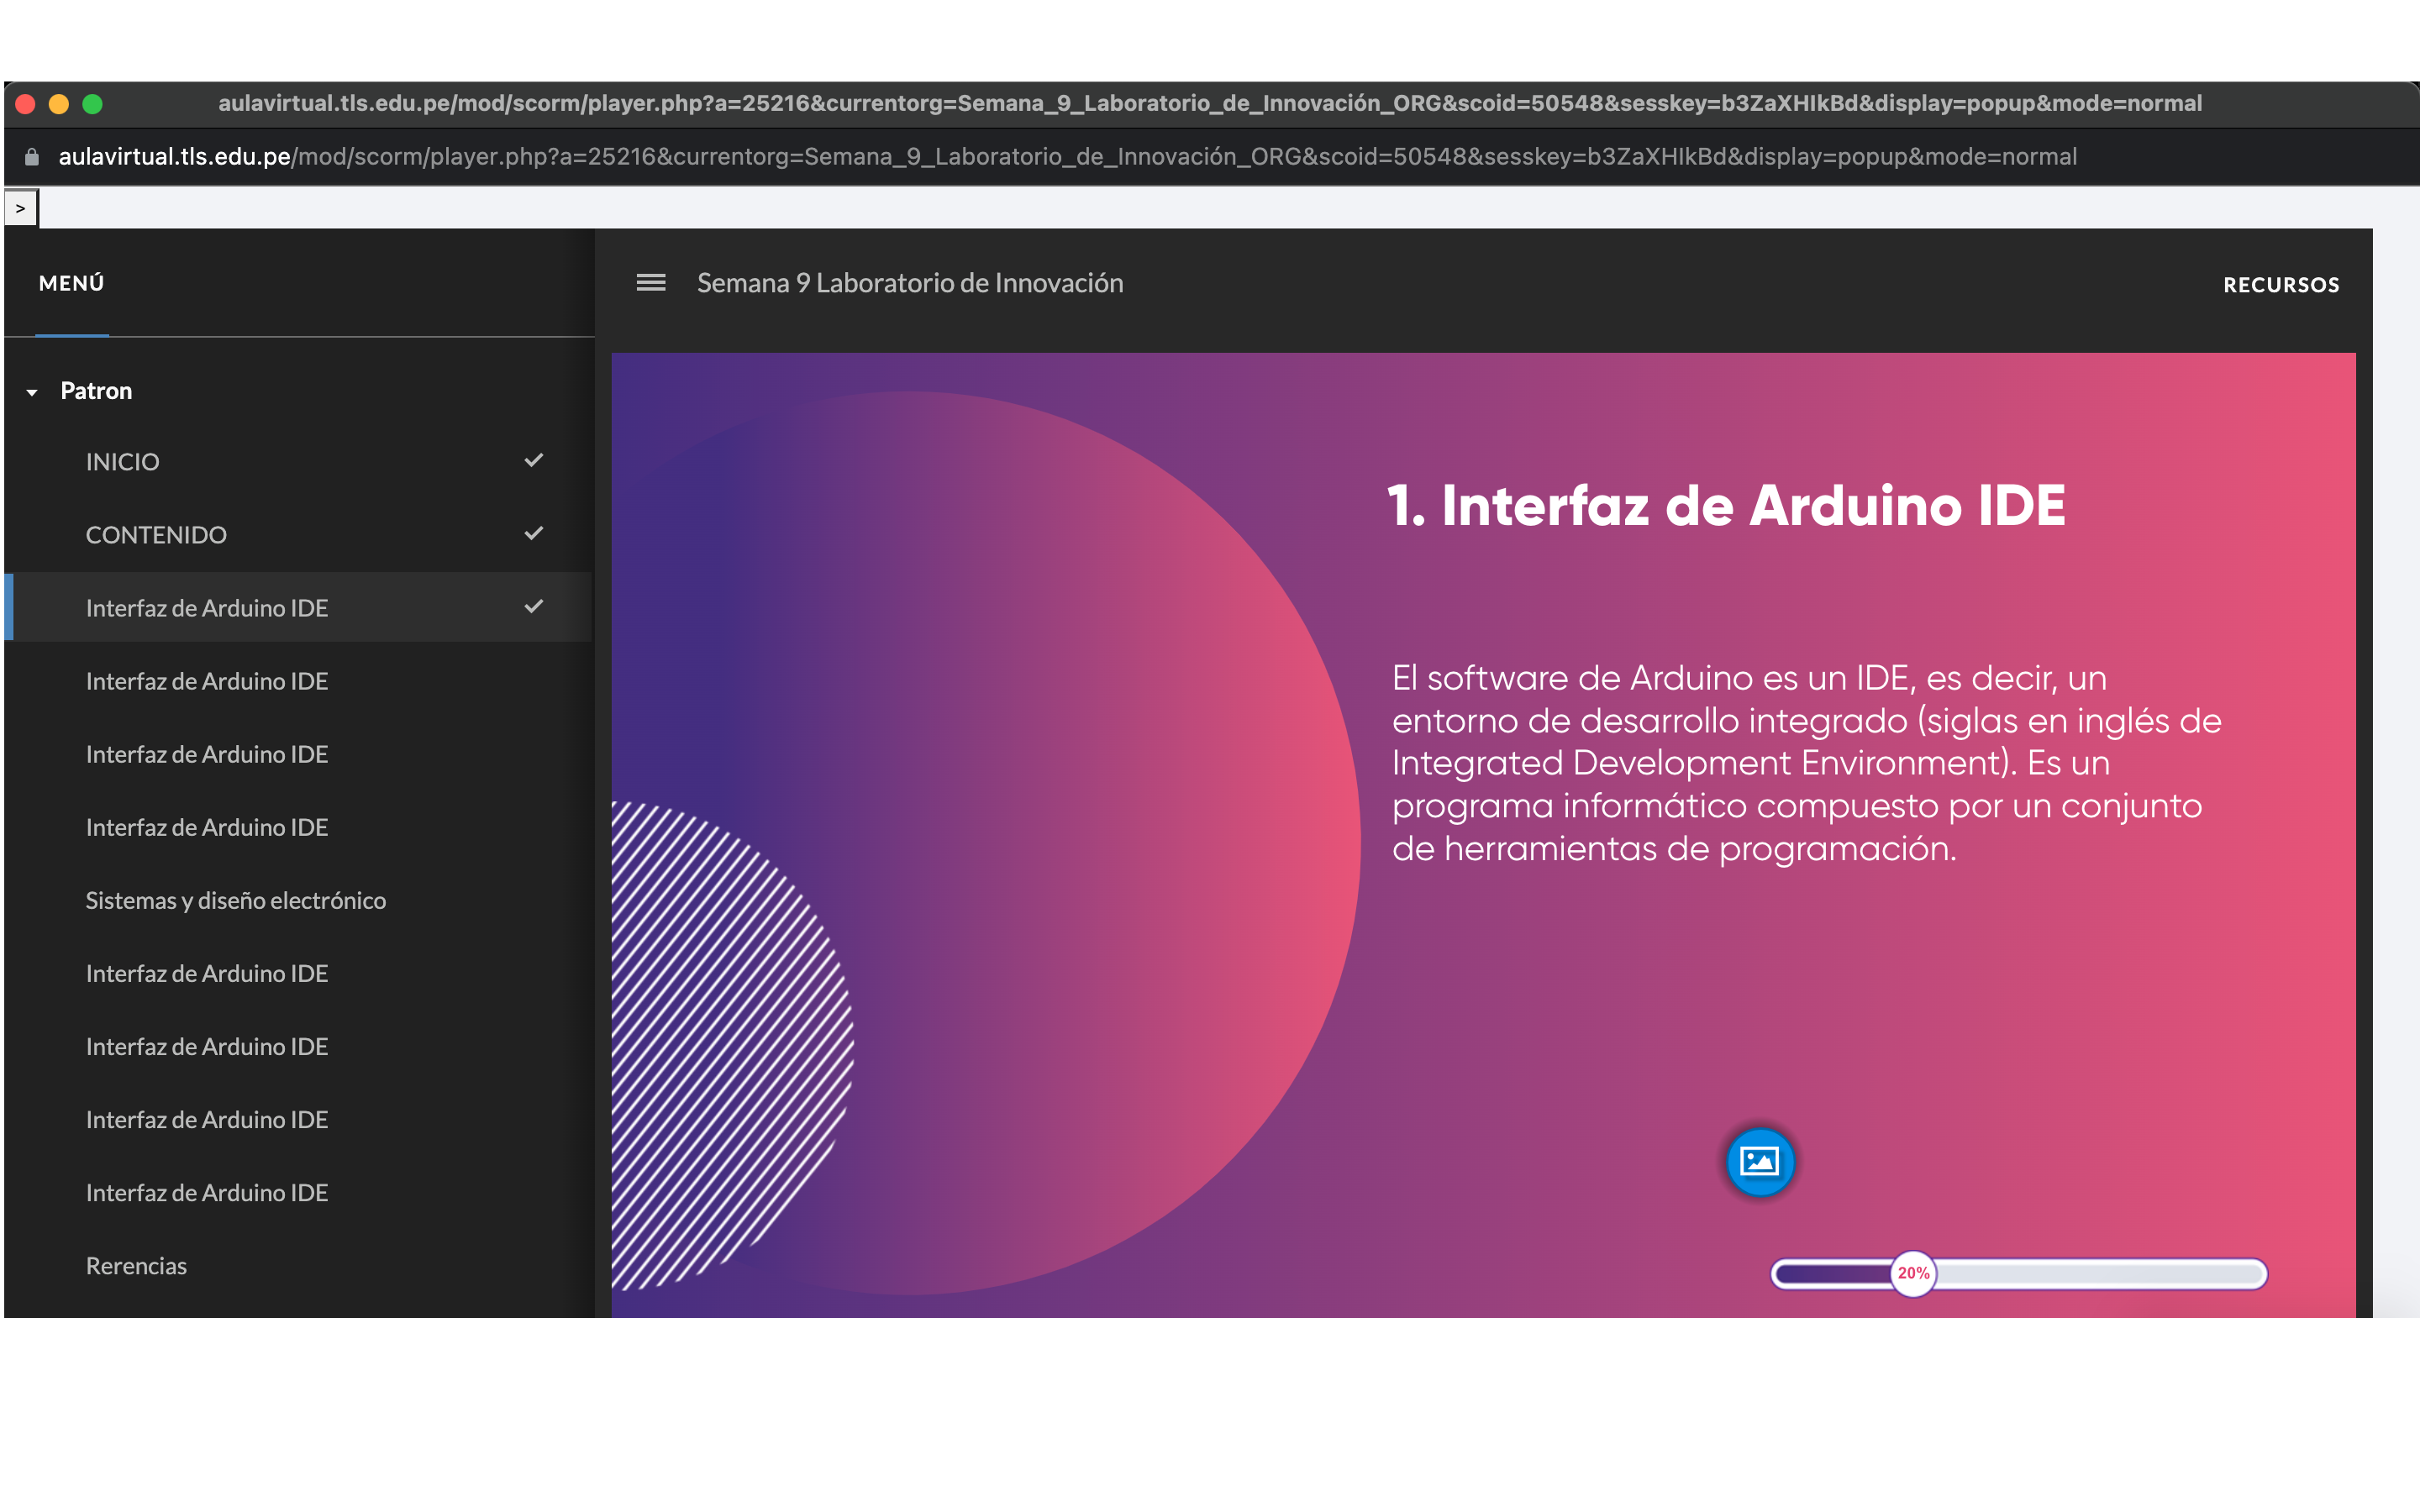 aulavirtual.tls.edu.pe/mod/scorm/player.php?a=25216&currentorg=Semana_9_Laboratorio_de_Innovación_ORG&scoid=50548&sesskey=b3ZaXHIkBd&display=popup&mode=normal
aulavirtual.tls.edu.pe/mod/scorm/player.php?a=25216&currentorg=Semana_9_Laboratorio_de_Innovación_ORG&scoid=50548&sesskey=b3ZaXHIkBd&display=popup&mode=normal
>
MENÚ
Patron
INICIO
CONTENIDO
Interfaz de Arduino IDE
Interfaz de Arduino IDE
Interfaz de Arduino IDE
Interfaz de Arduino IDE
Sistemas y diseño electrónico
Interfaz de Arduino IDE
Interfaz de Arduino IDE
Interfaz de Arduino IDE
Interfaz de Arduino IDE
Rerencias
Semana 9 Laboratorio de Innovación
RECURSOS
1. Interfaz de Arduino IDE
El software de Arduino es un IDE, es decir, un
entorno de desarrollo integrado (siglas en inglés de
Integrated Development Environment). Es un
programa informático compuesto por un conjunto
de herramientas de programación.
20%